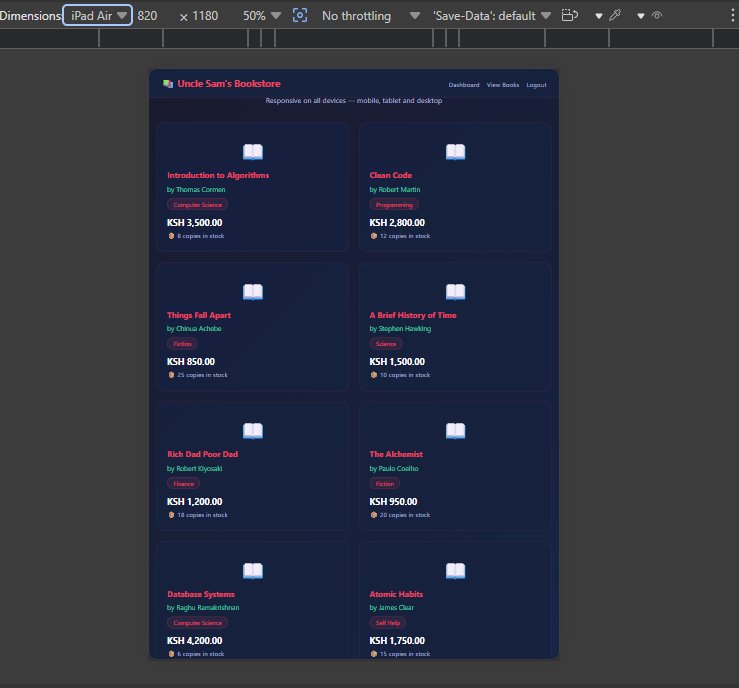 Dimensions: iPad Air 820 × 1180 50% No throttling 'Save-Data': default
Uncle Sam's Bookstore Dashboard View Books Logout
Responsive on all devices — mobile, tablet and desktop
Introduction to Algorithms
by Thomas Cormen
Computer Science
KSH 3,500.00
8 copies in stock
Clean Code
by Robert Martin
Programming
KSH 2,800.00
12 copies in stock
Things Fall Apart
by Chinua Achebe
Fiction
KSH 850.00
25 copies in stock
A Brief History of Time
by Stephen Hawking
Science
KSH 1,500.00
10 copies in stock
Rich Dad Poor Dad
by Robert Kiyosaki
Finance
KSH 1,200.00
18 copies in stock
The Alchemist
by Paulo Coelho
Fiction
KSH 950.00
20 copies in stock
Database Systems
by Raghu Ramakrishnan
Computer Science
KSH 4,200.00
6 copies in stock
Atomic Habits
by James Clear
Self Help
KSH 1,750.00
15 copies in stock